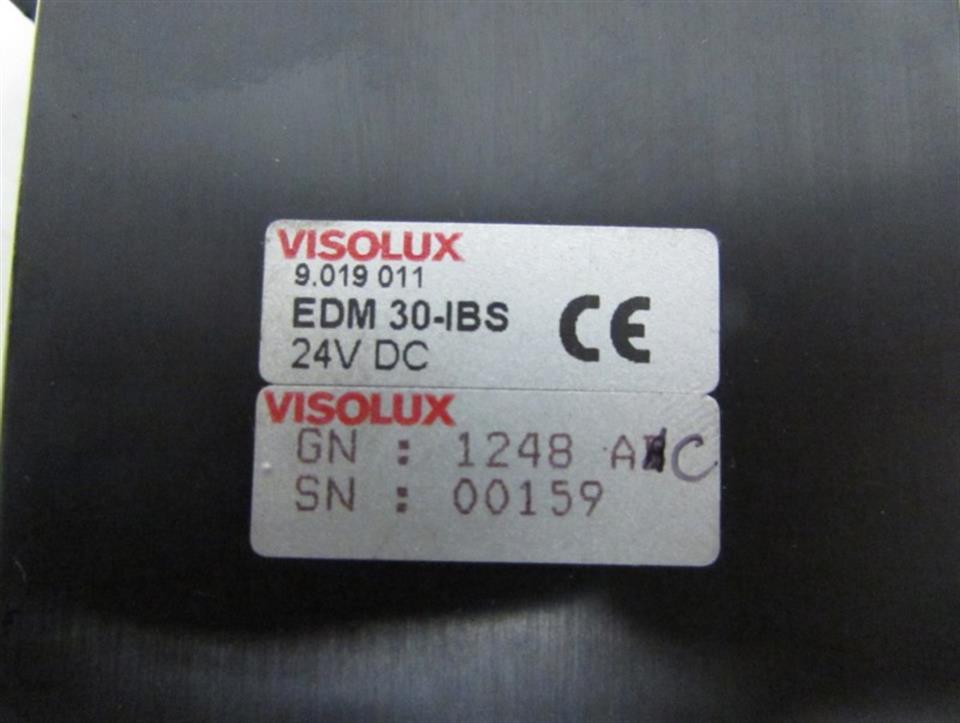 VISOLUX
9.019 011
EDM 30-IBS
24V DC
CE
VISOLUX
GN : 1248 A C
SN : 00159